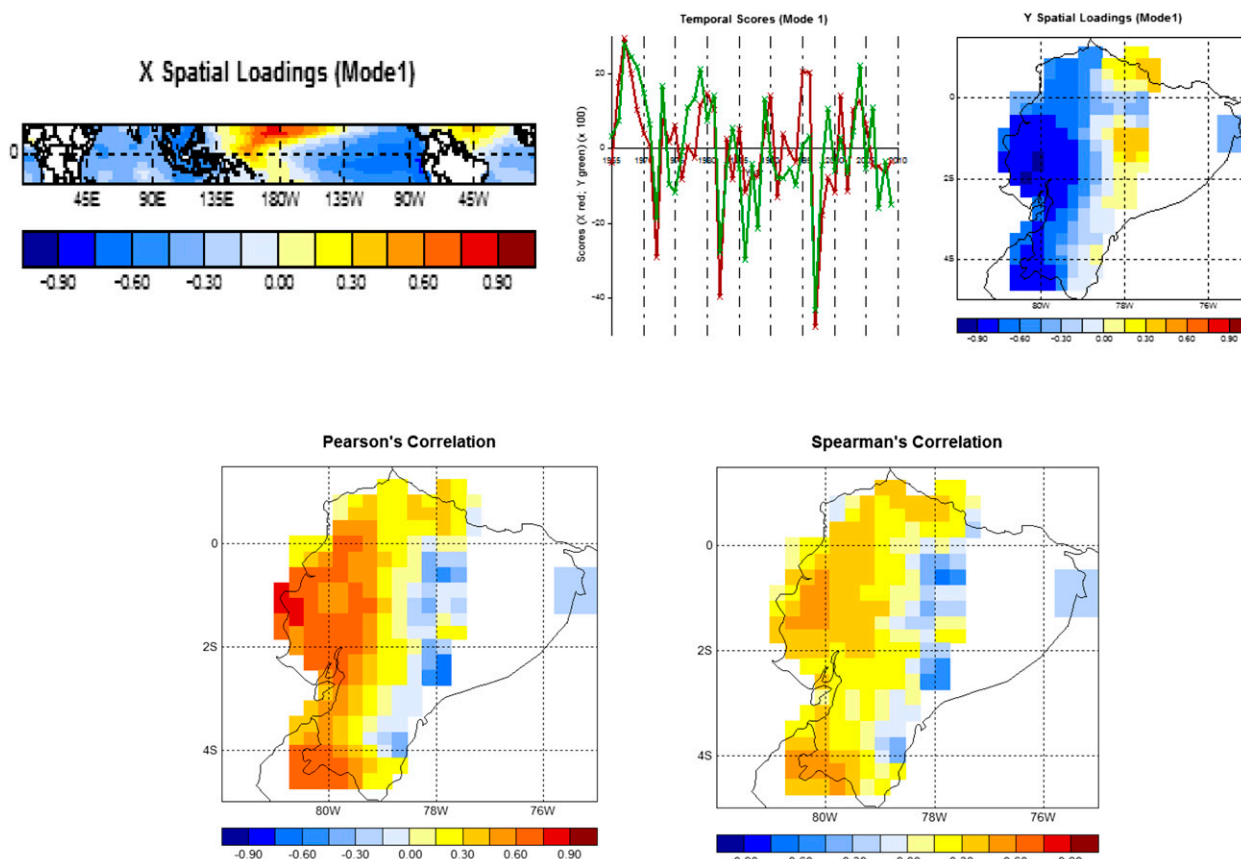 X Spatial Loadings (Mode1)
0
45E 90E 135E 180W 135W 90W 45W
-0.90 -0.60 -0.30 0.00 0.30 0.60 0.90
Temporal Scores (Mode 1)
Scores (X red, Y green) (x 100)
20
0
-20
-40
Y Spatial Loadings (Mode1)
0
2S
4S
80W 78W 76W
-0.90 -0.60 -0.30 0.00 0.30 0.60 0.90
Pearson's Correlation
0
2S
4S
80W 78W 76W
-0.90 -0.60 -0.30 0.00 0.30 0.60 0.90
Spearman's Correlation
0
2S
4S
80W 78W 76W